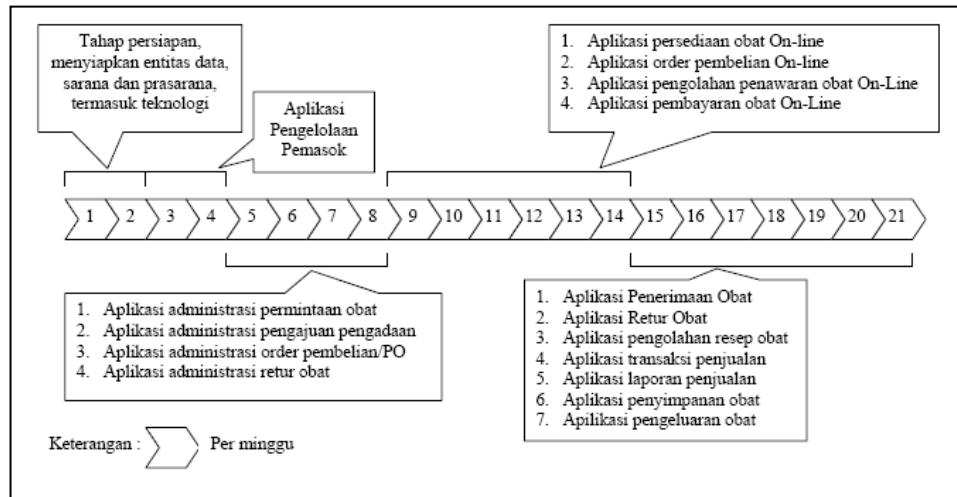 Tahap persiapan,
menyiapkan entitas data,
sarana dan prasarana,
termasuk teknologi
Aplikasi
Pengelolaan
Pemasok
1. Aplikasi persediaan obat On-line
2. Aplikasi order pembelian On-line
3. Aplikasi pengolahan penawaran obat On-Line
4. Aplikasi pembayaran obat On-Line
1 2 3 4 5 6 7 8 9 10 11 12 13 14 15 16 17 18 19 20 21
1. Aplikasi administrasi permintaan obat
2. Aplikasi administrasi pengajuan pengadaan
3. Aplikasi administrasi order pembelian/PO
4. Aplikasi administrasi retur obat
1. Aplikasi Penerimaan Obat
2. Aplikasi Retur Obat
3. Aplikasi pengolahan resep obat
4. Aplikasi transaksi penjualan
5. Aplikasi laporan penjualan
6. Aplikasi penyimpanan obat
7. Apilikasi pengeluaran obat
Keterangan : Per minggu